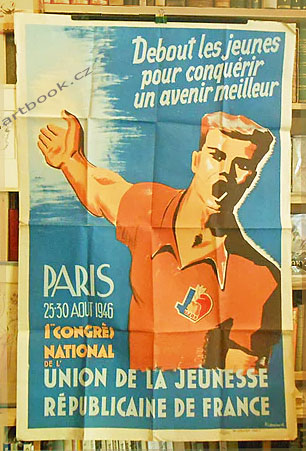 artbook.cz
Debout les jeunes
pour conquérir
un avenir meilleur
PARIS
25-30 AOUT 1946
1er CONGRÈS
NATIONAL
DE L'
UNION DE LA JEUNESSE
RÉPUBLICAINE DE FRANCE